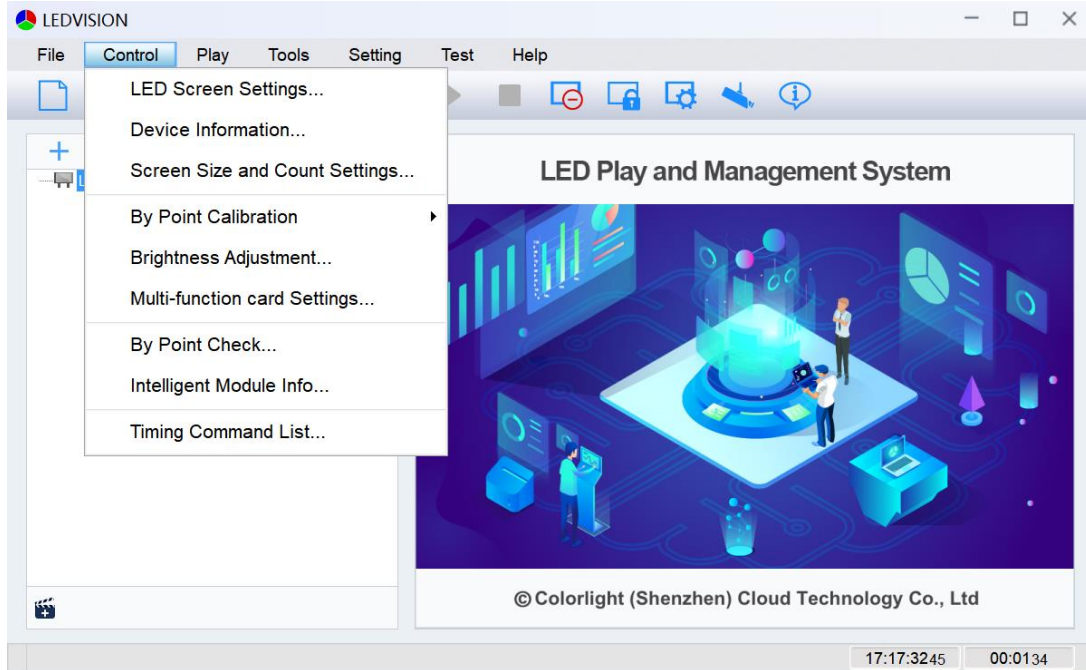 LEDVISION
File Control Play Tools Setting Test Help
LED Screen Settings...
Device Information...
Screen Size and Count Settings...
By Point Calibration
Brightness Adjustment...
Multi-function card Settings...
By Point Check...
Intelligent Module Info...
Timing Command List...
L
LED Play and Management System
© Colorlight (Shenzhen) Cloud Technology Co., Ltd
17:17:3245 00:0134